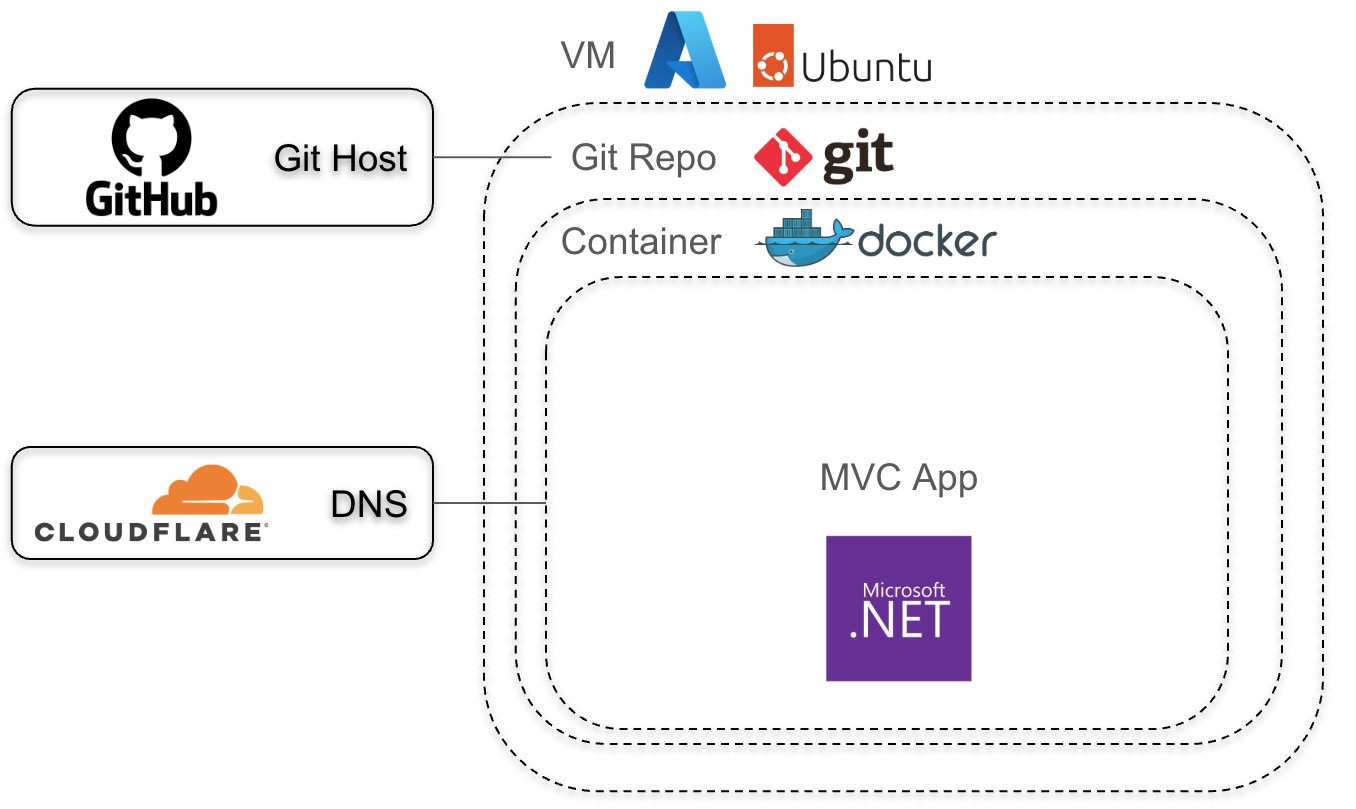 VM
Ubuntu
GitHub
Git Host
Git Repo
git
Container
docker
CLOUDFLARE®
DNS
MVC App
Microsoft
.NET